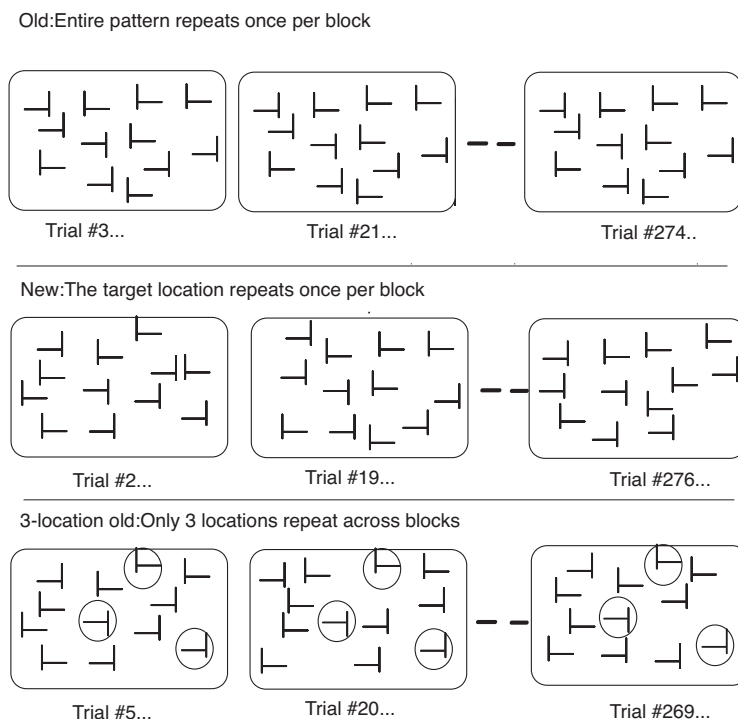 Old:Entire pattern repeats once per block
Trial #3... Trial #21... Trial #274..
New:The target location repeats once per block
Trial #2... Trial #19... Trial #276...
3-location old:Only 3 locations repeat across blocks
Trial #5... Trial #20... Trial #269...